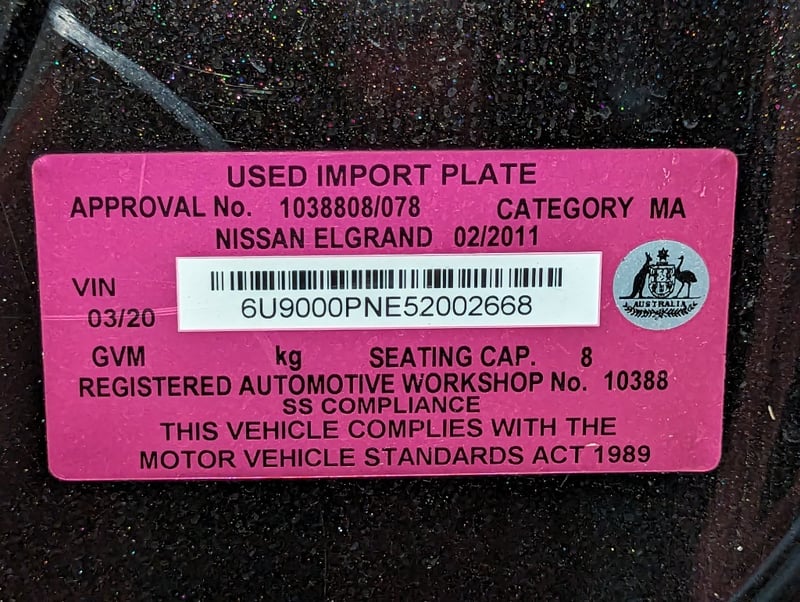 USED IMPORT PLATE
APPROVAL No. 1038808/078 CATEGORY MA
NISSAN ELGRAND 02/2011
VIN
03/20
6U9000PNE52002668
AUSTRALIA
GVM kg SEATING CAP. 8
REGISTERED AUTOMOTIVE WORKSHOP No. 10388
SS COMPLIANCE
THIS VEHICLE COMPLIES WITH THE
MOTOR VEHICLE STANDARDS ACT 1989